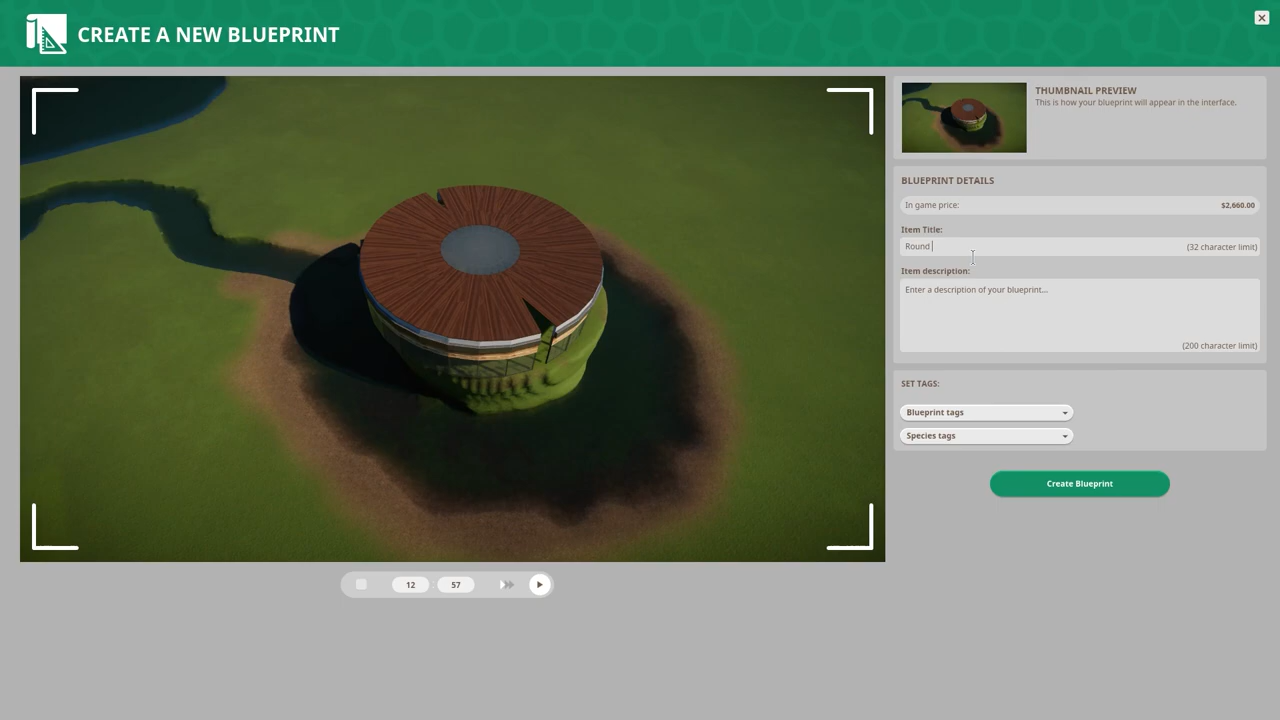 CREATE A NEW BLUEPRINT
THUMBNAIL PREVIEW
This is how your blueprint will appear in the interface.
BLUEPRINT DETAILS
In game price: $2,660.00
Item Title:
Round (32 character limit)
Item description:
Enter a description of your blueprint...
(200 character limit)
SET TAGS:
Blueprint tags
Species tags
Create Blueprint
12 : 57